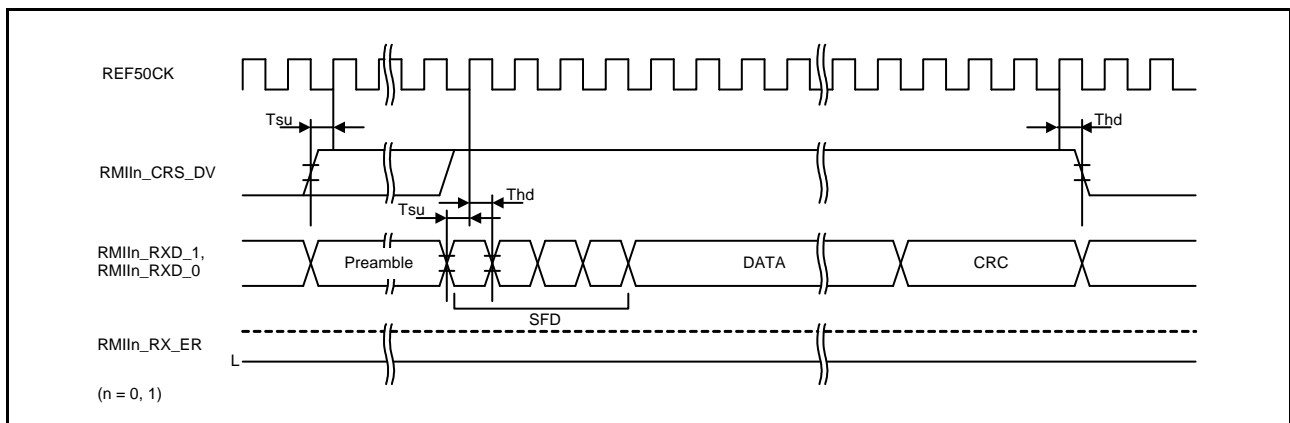 REF50CK
Tsu
Thd
RMIIn_CRS_DV
Tsu
Thd
RMIIn_RXD_1,
RMIIn_RXD_0
Preamble
DATA
CRC
SFD
RMIIn_RX_ER
L
(n = 0, 1)